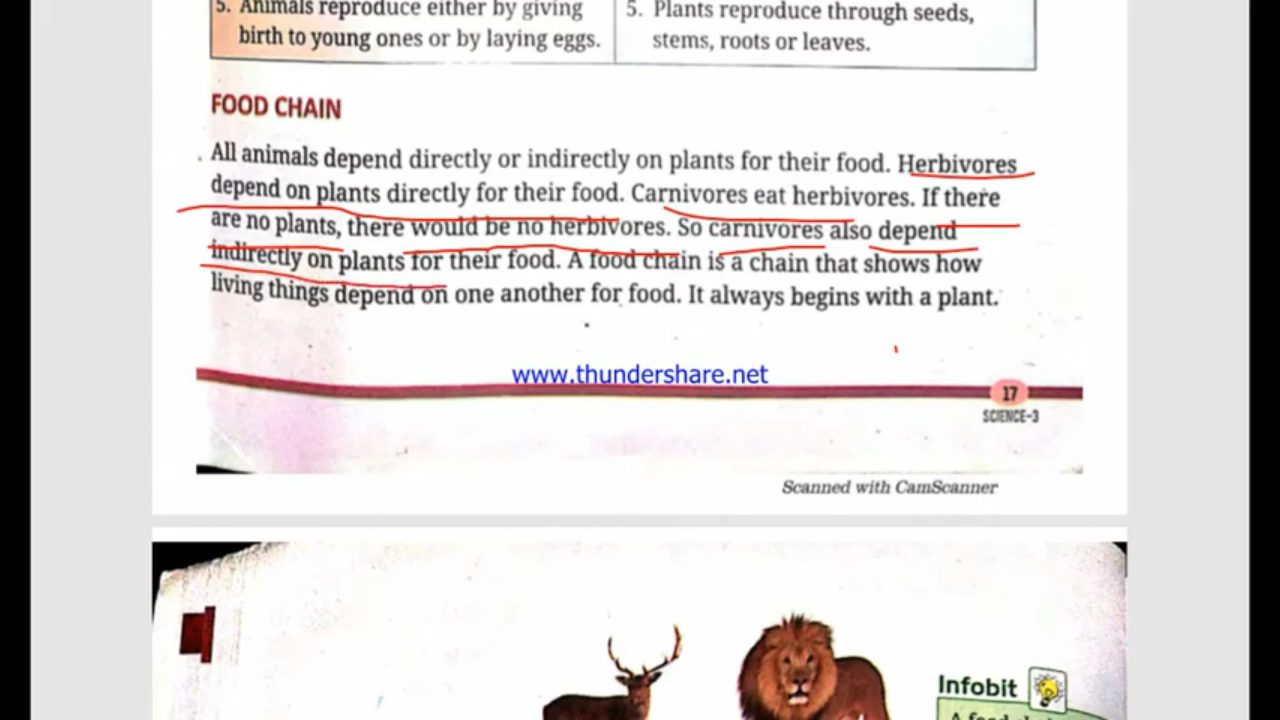 5. Animals reproduce either by giving
birth to young ones or by laying eggs.
5. Plants reproduce through seeds,
stems, roots or leaves.
FOOD CHAIN
All animals depend directly or indirectly on plants for their food. Herbivores
depend on plants directly for their food. Carnivores eat herbivores. If there
are no plants, there would be no herbivores. So carnivores also depend
indirectly on plants for their food. A food chain is a chain that shows how
living things depend on one another for food. It always begins with a plant.
www.thundershare.net
17
SCIENCE-3
Scanned with CamScanner
Infobit
A food